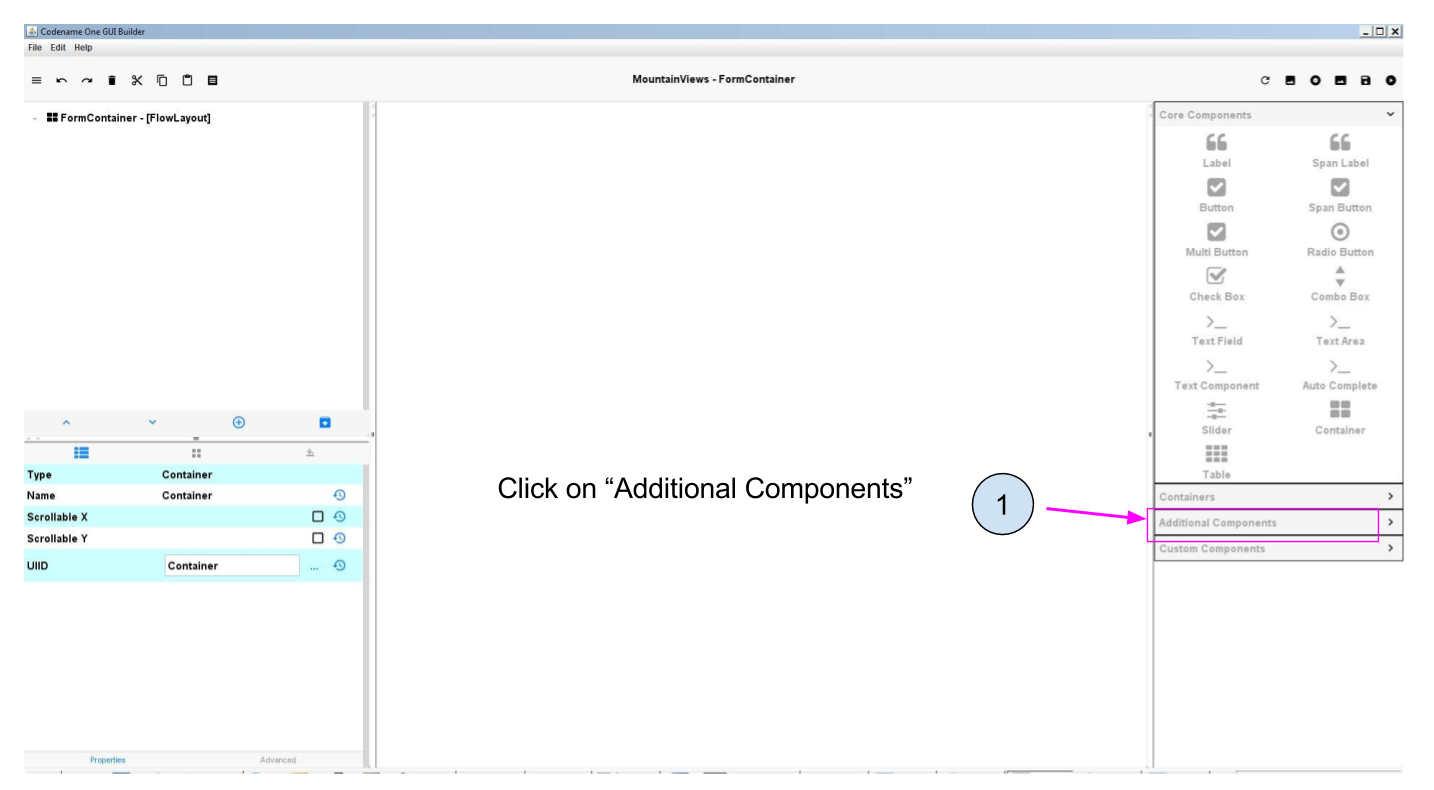 Codename One GUI Builder
File Edit Help
MountainViews - FormContainer
- FormContainer - [FlowLayout]
Type Container
Name Container
Scrollable X
Scrollable Y
UIID Container ...
Properties Advanced
Click on “Additional Components”
1
Core Components
Label Span Label
Button Span Button
Multi Button Radio Button
Check Box Combo Box
Text Field Text Area
Text Component Auto Complete
Slider Container
Table
Containers
Additional Components
Custom Components